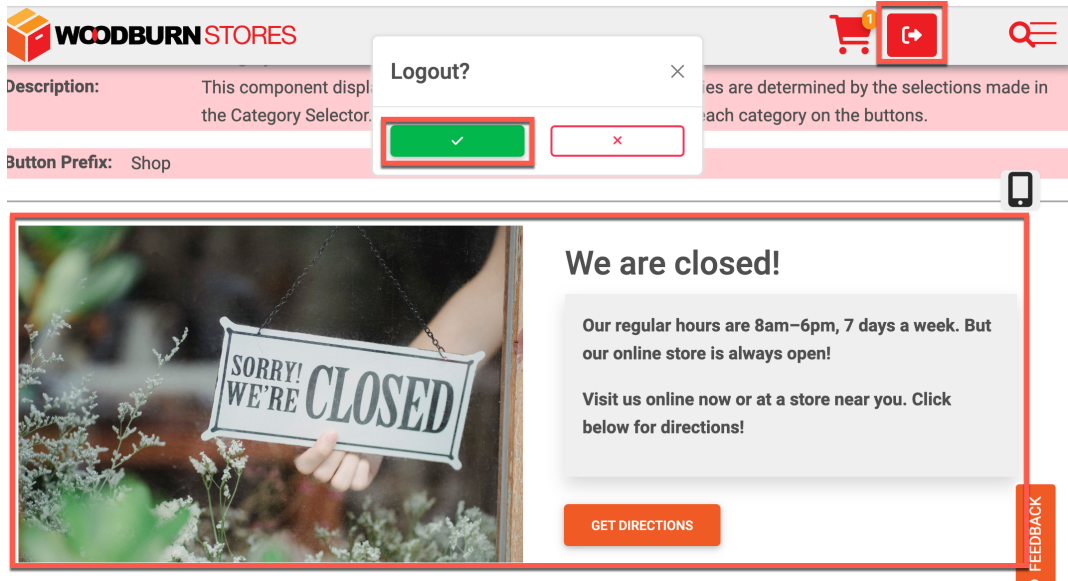 WOODBURN STORES
1
Logout?
Description:
This component displ
ies are determined by the selections made in
the Category Selector.
each category on the buttons.
Button Prefix: Shop
SORRY!
WE'RE CLOSED
We are closed!
Our regular hours are 8am–6pm, 7 days a week. But
our online store is always open!
Visit us online now or at a store near you. Click
below for directions!
GET DIRECTIONS
FEEDBACK